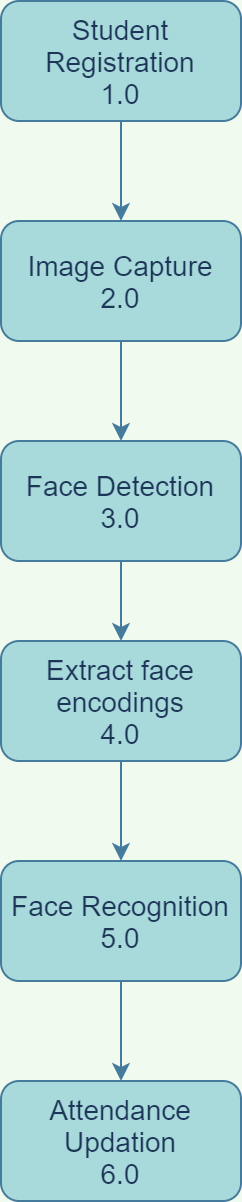 Student
Registration
1.0
Image Capture
2.0
Face Detection
3.0
Extract face
encodings
4.0
Face Recognition
5.0
Attendance
Updation
6.0